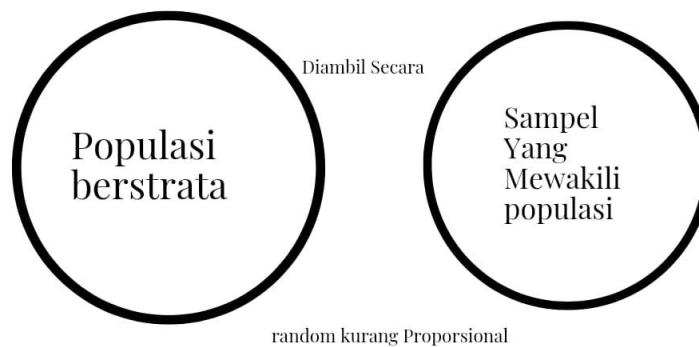 Populasi
berstrata
Diambil Secara
Sampel
Yang
Mewakili
populasi
random kurang Proporsional